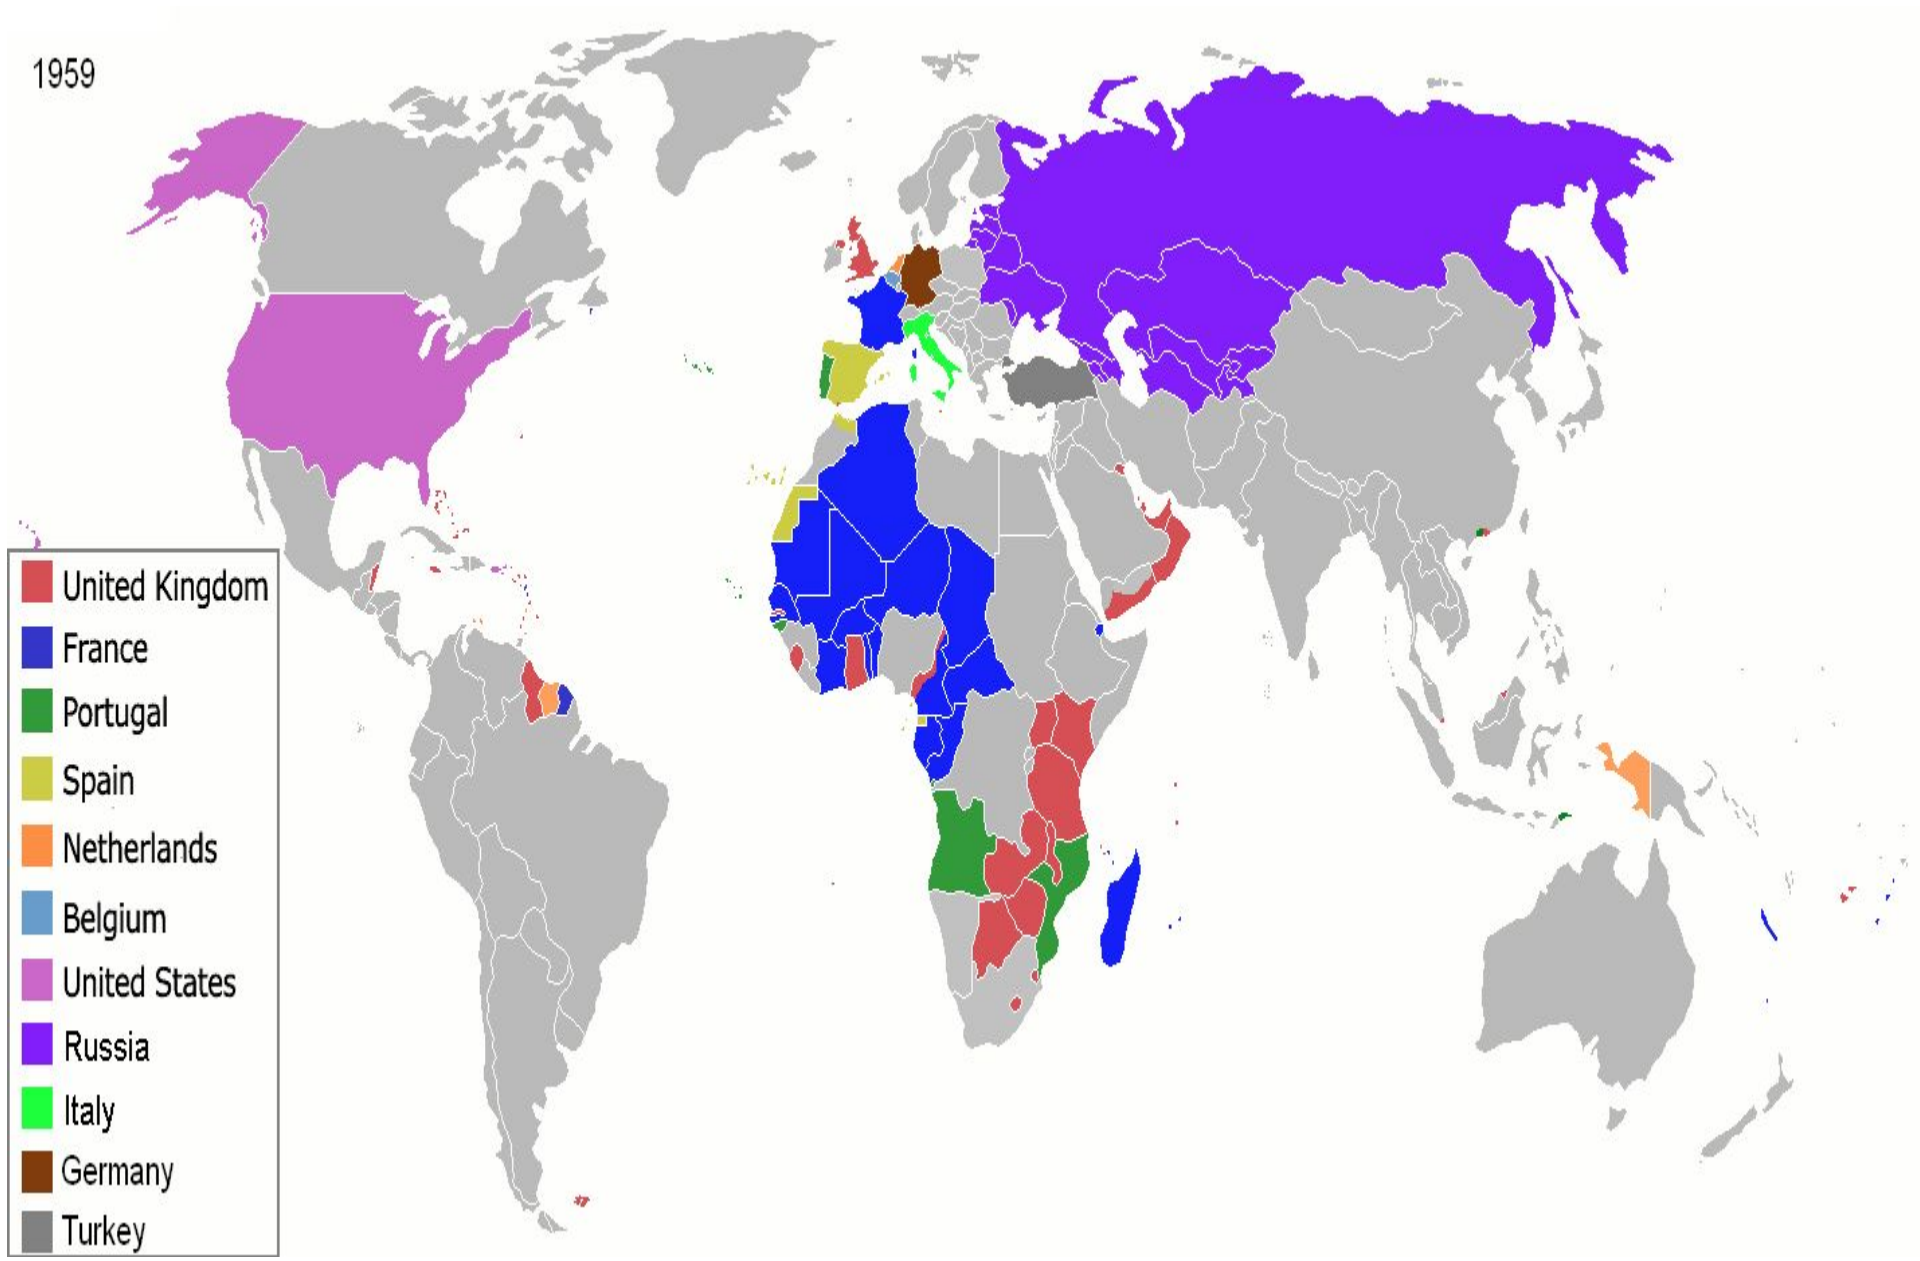 1959
United Kingdom
France
Portugal
Spain
Netherlands
Belgium
United States
Russia
Italy
Germany
Turkey